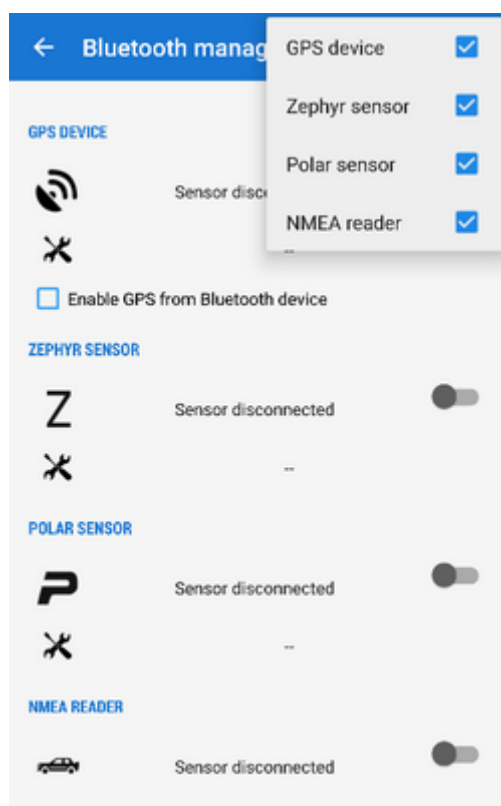 Bluetooth manag
GPS device
Zephyr sensor
Polar sensor
NMEA reader
GPS DEVICE
Sensor disc
--
Enable GPS from Bluetooth device
ZEPHYR SENSOR
Z
Sensor disconnected
--
POLAR SENSOR
P
Sensor disconnected
--
NMEA READER
Sensor disconnected